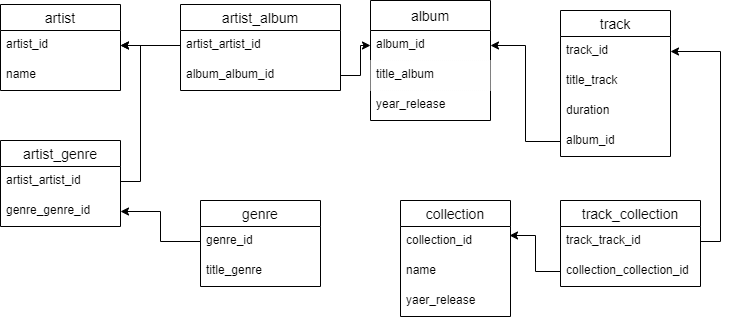 artist
artist_id
name
artist_album
artist_artist_id
album_album_id
album
album_id
title_album
year_release
track
track_id
title_track
duration
album_id
artist_genre
artist_artist_id
genre_genre_id
genre
genre_id
title_genre
collection
collection_id
name
yaer_release
track_collection
track_track_id
collection_collection_id